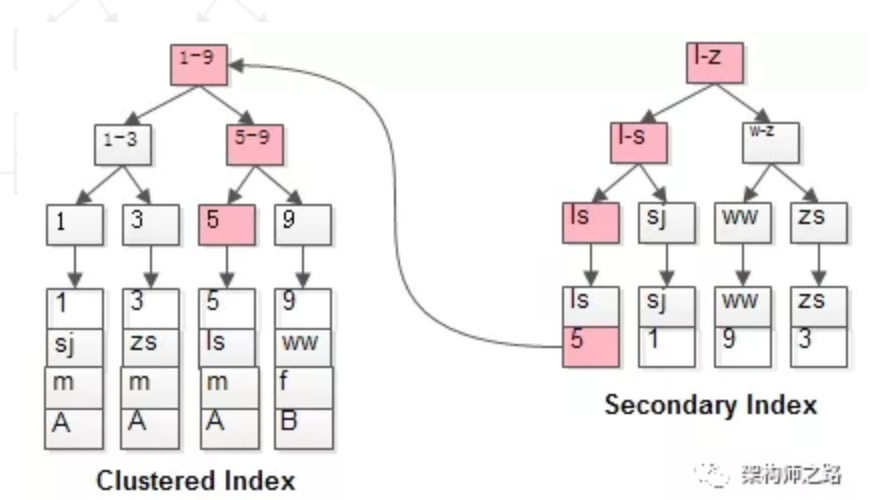 1-9
1-3
5-9
1
3
5
9
1
sj
m
A
3
zs
m
A
5
ls
m
A
9
ww
f
B
Clustered Index
l-z
l-s
w-z
ls
sj
ww
zs
ls
5
sj
1
ww
9
zs
3
Secondary Index
架构师之路